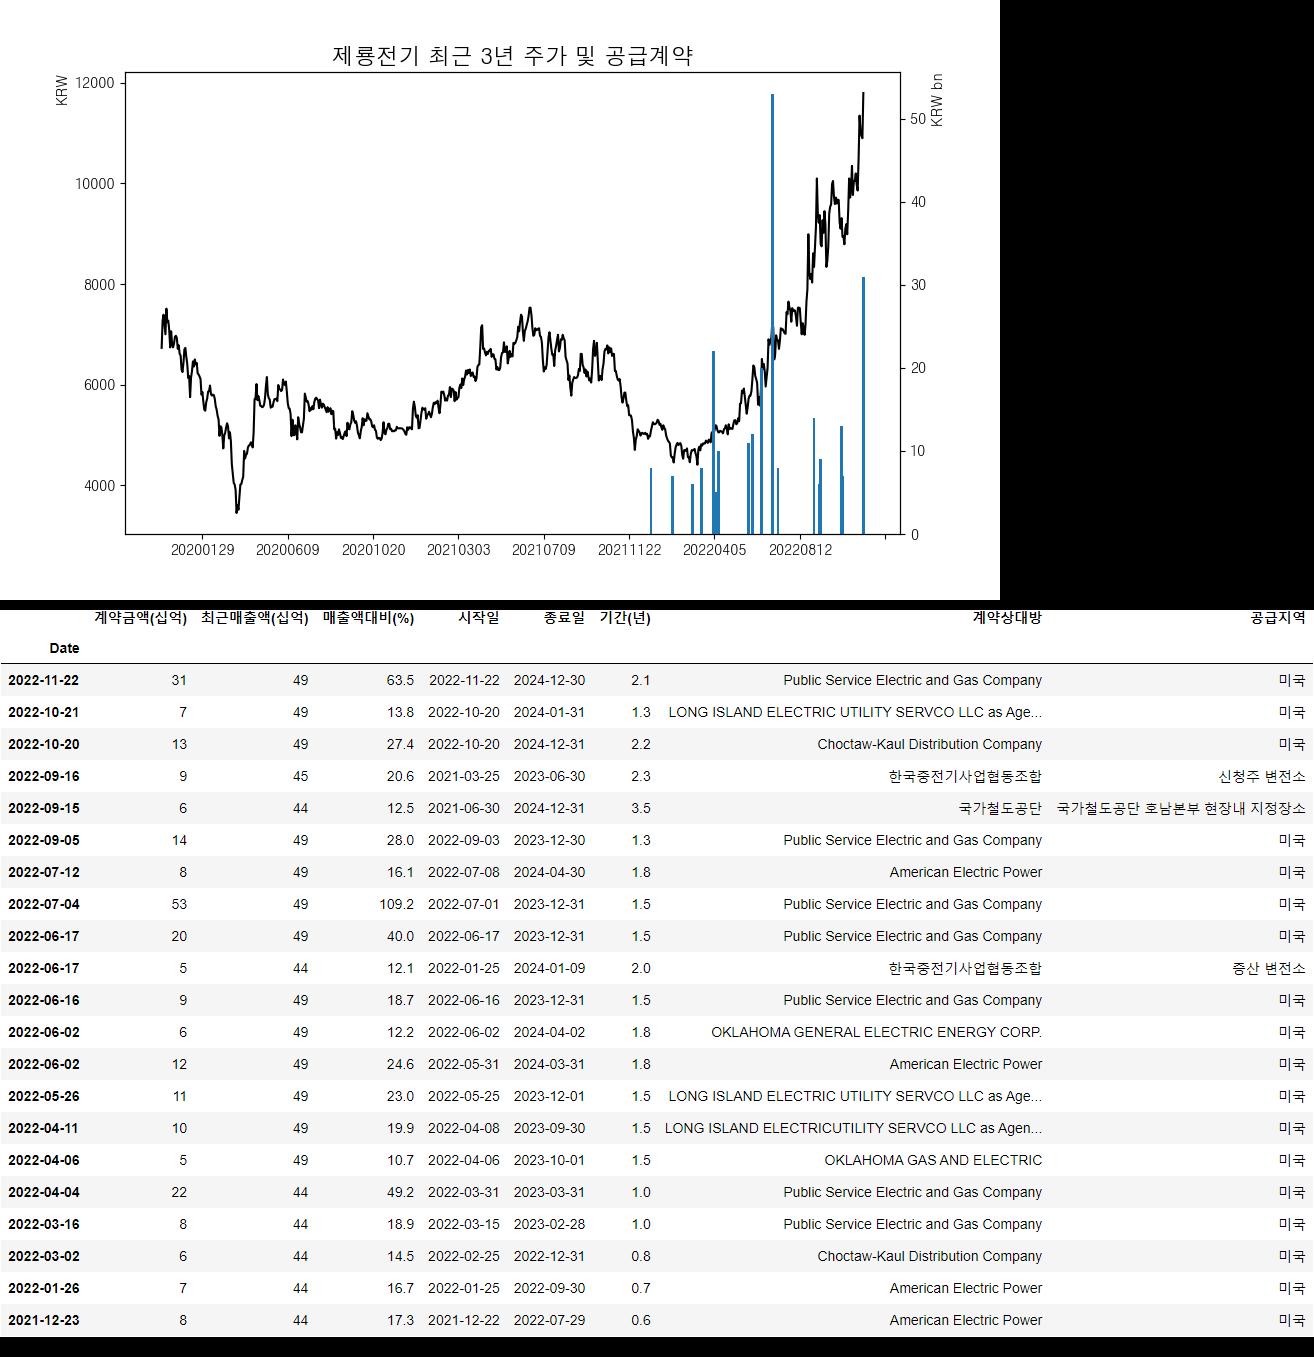 제룡전기 최근 3년 주가 및 공급계약
KRW
KRW bn
12000
10000
8000
6000
4000
50
40
30
20
10
0
20200129 20200609 20201020 20210303 20210709 20211122 20220405 20220812
계약금액(십억) 최근매출액(십억) 매출액대비(%) 시작일 종료일 기간(년) 계약상대방 공급지역
Date
2022-11-22 31 49 63.5 2022-11-22 2024-12-30 2.1 Public Service Electric and Gas Company 미국
2022-10-21 7 49 13.8 2022-10-20 2024-01-31 1.3 LONG ISLAND ELECTRIC UTILITY SERVCO LLC as Age... 미국
2022-10-20 13 49 27.4 2022-10-20 2024-12-31 2.2 Choctaw-Kaul Distribution Company 미국
2022-09-16 9 45 20.6 2021-03-25 2023-06-30 2.3 한국중전기사업협동조합 신청주 변전소
2022-09-15 6 44 12.5 2021-06-30 2024-12-31 3.5 국가철도공단 국가철도공단 호남본부 현장내 지정장소
2022-09-05 14 49 28.0 2022-09-03 2023-12-30 1.3 Public Service Electric and Gas Company 미국
2022-07-12 8 49 16.1 2022-07-08 2024-04-30 1.8 American Electric Power 미국
2022-07-04 53 49 109.2 2022-07-01 2023-12-31 1.5 Public Service Electric and Gas Company 미국
2022-06-17 20 49 40.0 2022-06-17 2023-12-31 1.5 Public Service Electric and Gas Company 미국
2022-06-17 5 44 12.1 2022-01-25 2024-01-09 2.0 한국중전기사업협동조합 증산 변전소
2022-06-16 9 49 18.7 2022-06-16 2023-12-31 1.5 Public Service Electric and Gas Company 미국
2022-06-02 6 49 12.2 2022-06-02 2024-04-02 1.8 OKLAHOMA GENERAL ELECTRIC ENERGY CORP. 미국
2022-06-02 12 49 24.6 2022-05-31 2024-03-31 1.8 American Electric Power 미국
2022-05-26 11 49 23.0 2022-05-25 2023-12-01 1.5 LONG ISLAND ELECTRIC UTILITY SERVCO LLC as Age... 미국
2022-04-11 10 49 19.9 2022-04-08 2023-09-30 1.5 LONG ISLAND ELECTRICUTILITY SERVCO LLC as Agen... 미국
2022-04-06 5 49 10.7 2022-04-06 2023-10-01 1.5 OKLAHOMA GAS AND ELECTRIC 미국
2022-04-04 22 44 49.2 2022-03-31 2023-03-31 1.0 Public Service Electric and Gas Company 미국
2022-03-16 8 44 18.9 2022-03-15 2023-02-28 1.0 Public Service Electric and Gas Company 미국
2022-03-02 6 44 14.5 2022-02-25 2022-12-31 0.8 Choctaw-Kaul Distribution Company 미국
2022-01-26 7 44 16.7 2022-01-25 2022-09-30 0.7 American Electric Power 미국
2021-12-23 8 44 17.3 2021-12-22 2022-07-29 0.6 American Electric Power 미국